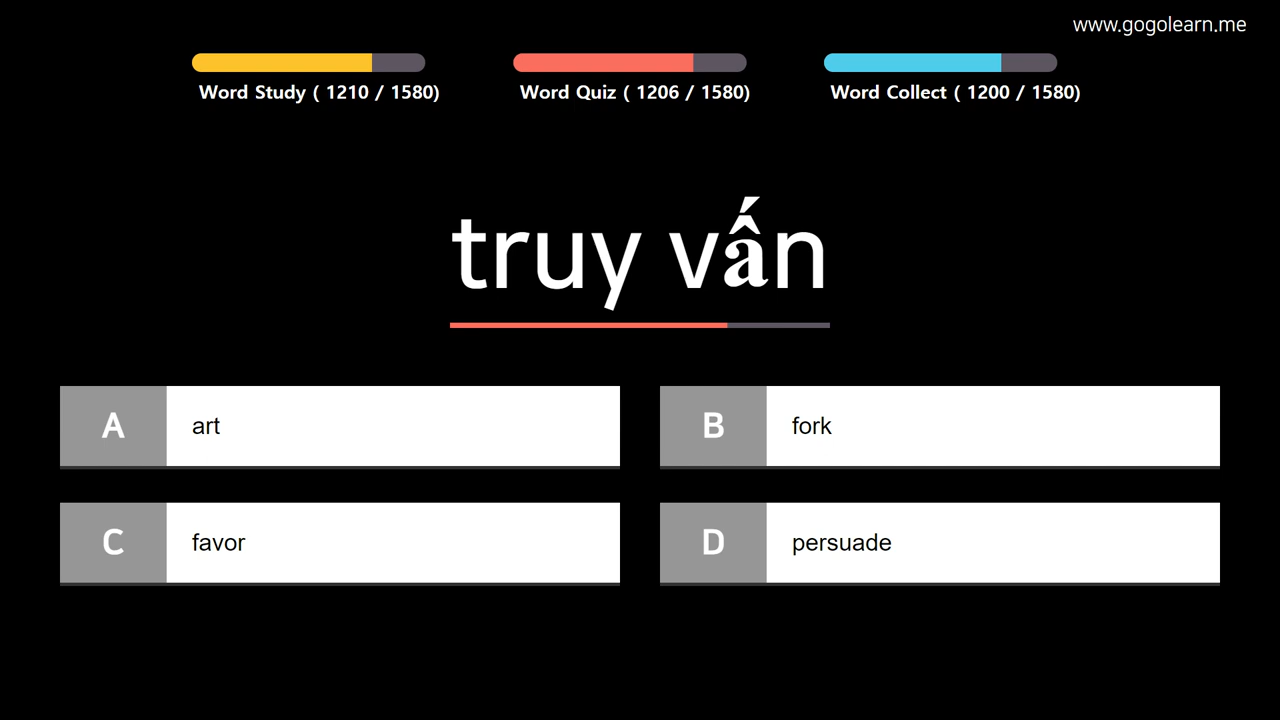 www.gogolearn.me
Word Study ( 1210 / 1580)
Word Quiz ( 1206 / 1580)
Word Collect ( 1200 / 1580)
truy vấn
A art
B fork
C favor
D persuade